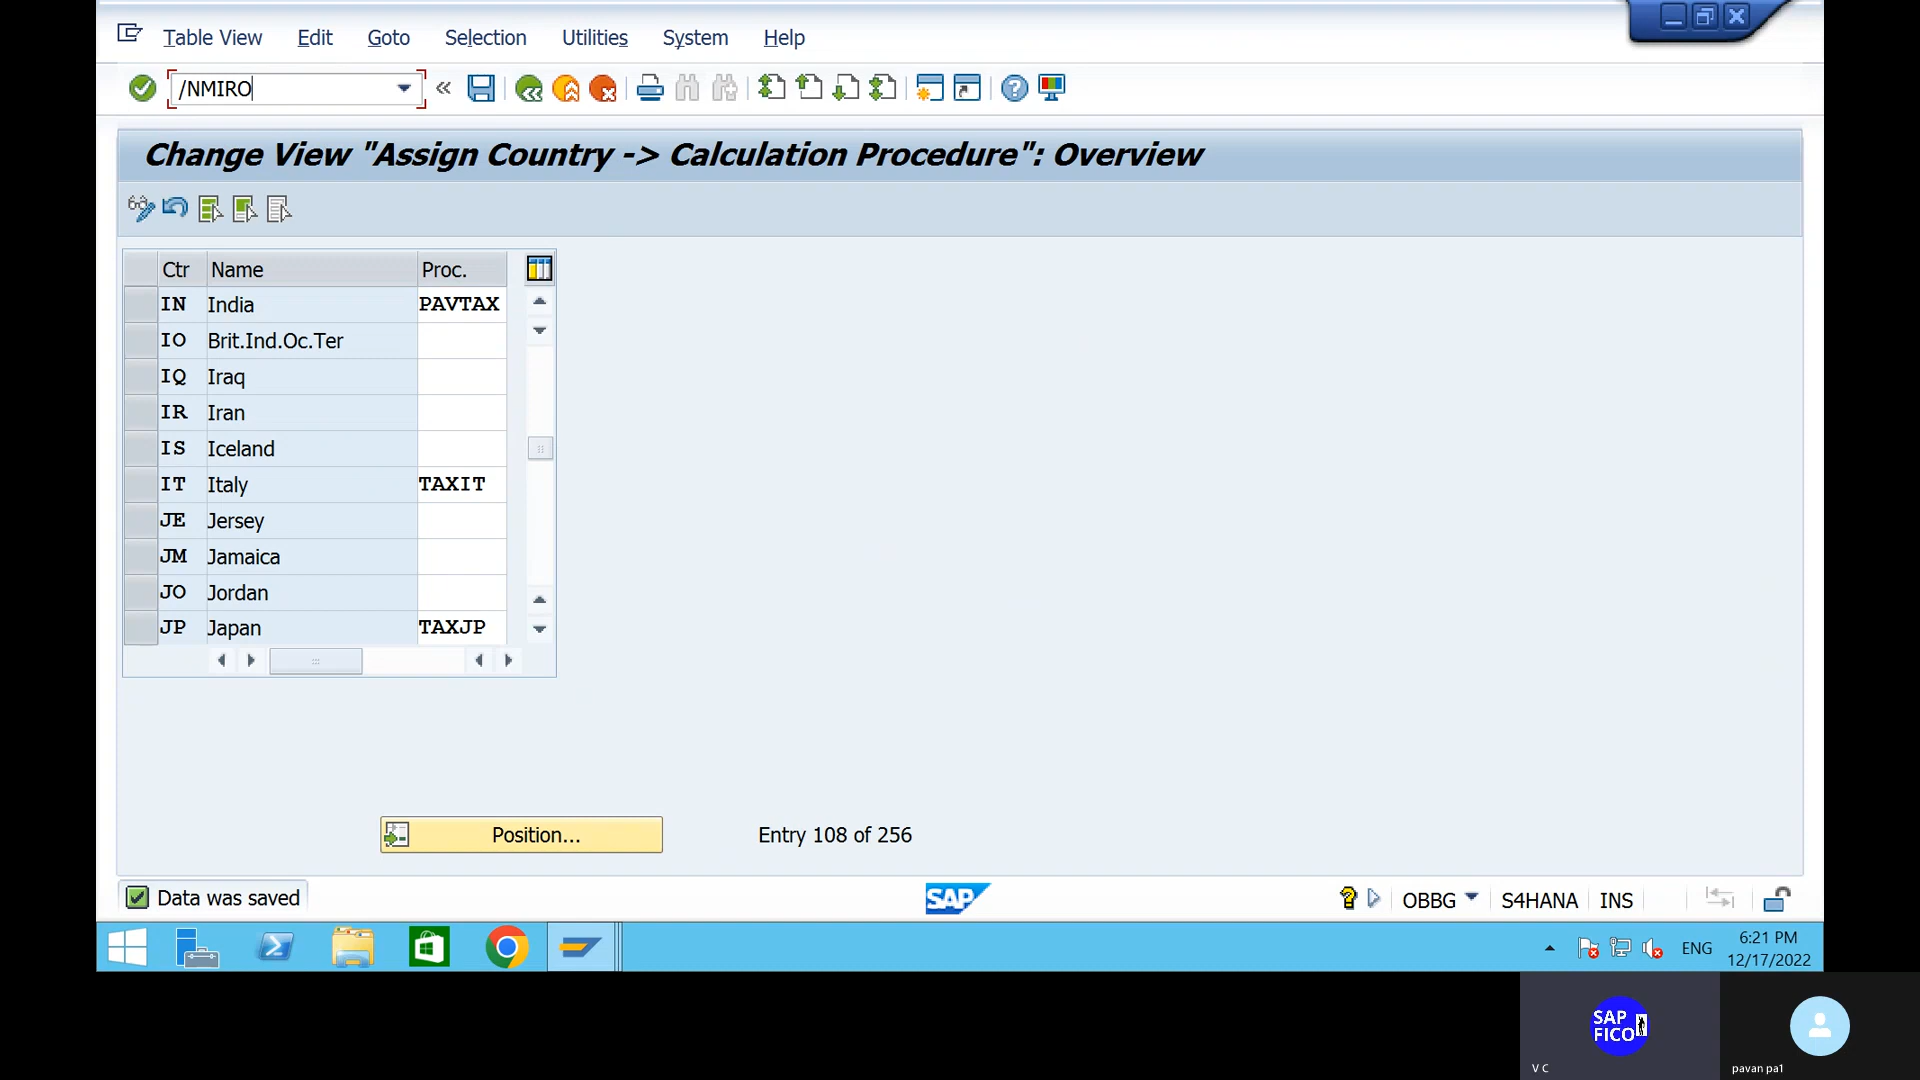 Table View Edit Goto Selection Utilities System Help
/NMIRO
Change View "Assign Country -> Calculation Procedure": Overview
Ctr Name Proc.
IN India PAVTAX
IO Brit.Ind.Oc.Ter
IQ Iraq
IR Iran
IS Iceland
IT Italy TAXIT
JE Jersey
JM Jamaica
JO Jordan
JP Japan TAXJP
Position... Entry 108 of 256
Data was saved SAP OBBG S4HANA INS
ENG 6:21 PM
12/17/2022
SAP
FICO
V C pavan pa1